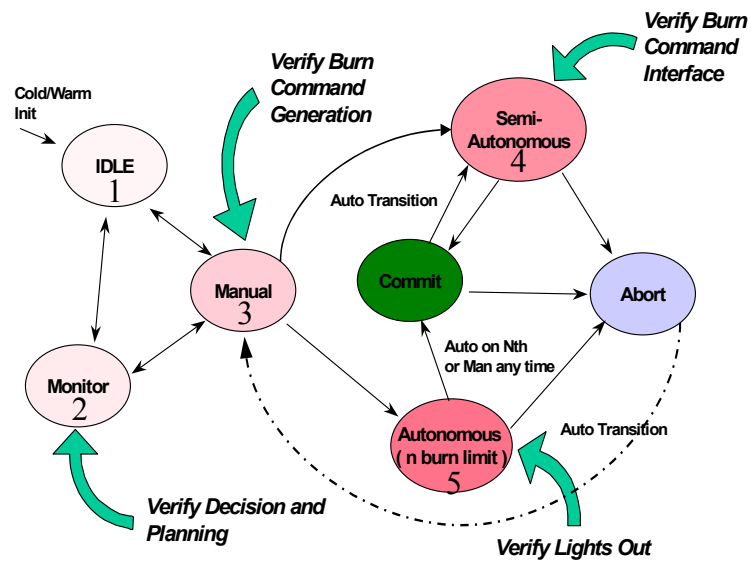 Verify Burn
Command
Generation
Verify Burn
Command
Interface
Cold/Warm
Init
IDLE
1
Semi-
Autonomous
4
Auto Transition
Manual
3
Commit
Abort
Monitor
2
Auto on Nth
or Man any time
Autonomous
( n burn limit )
5
Auto Transition
Verify Decision and
Planning
Verify Lights Out